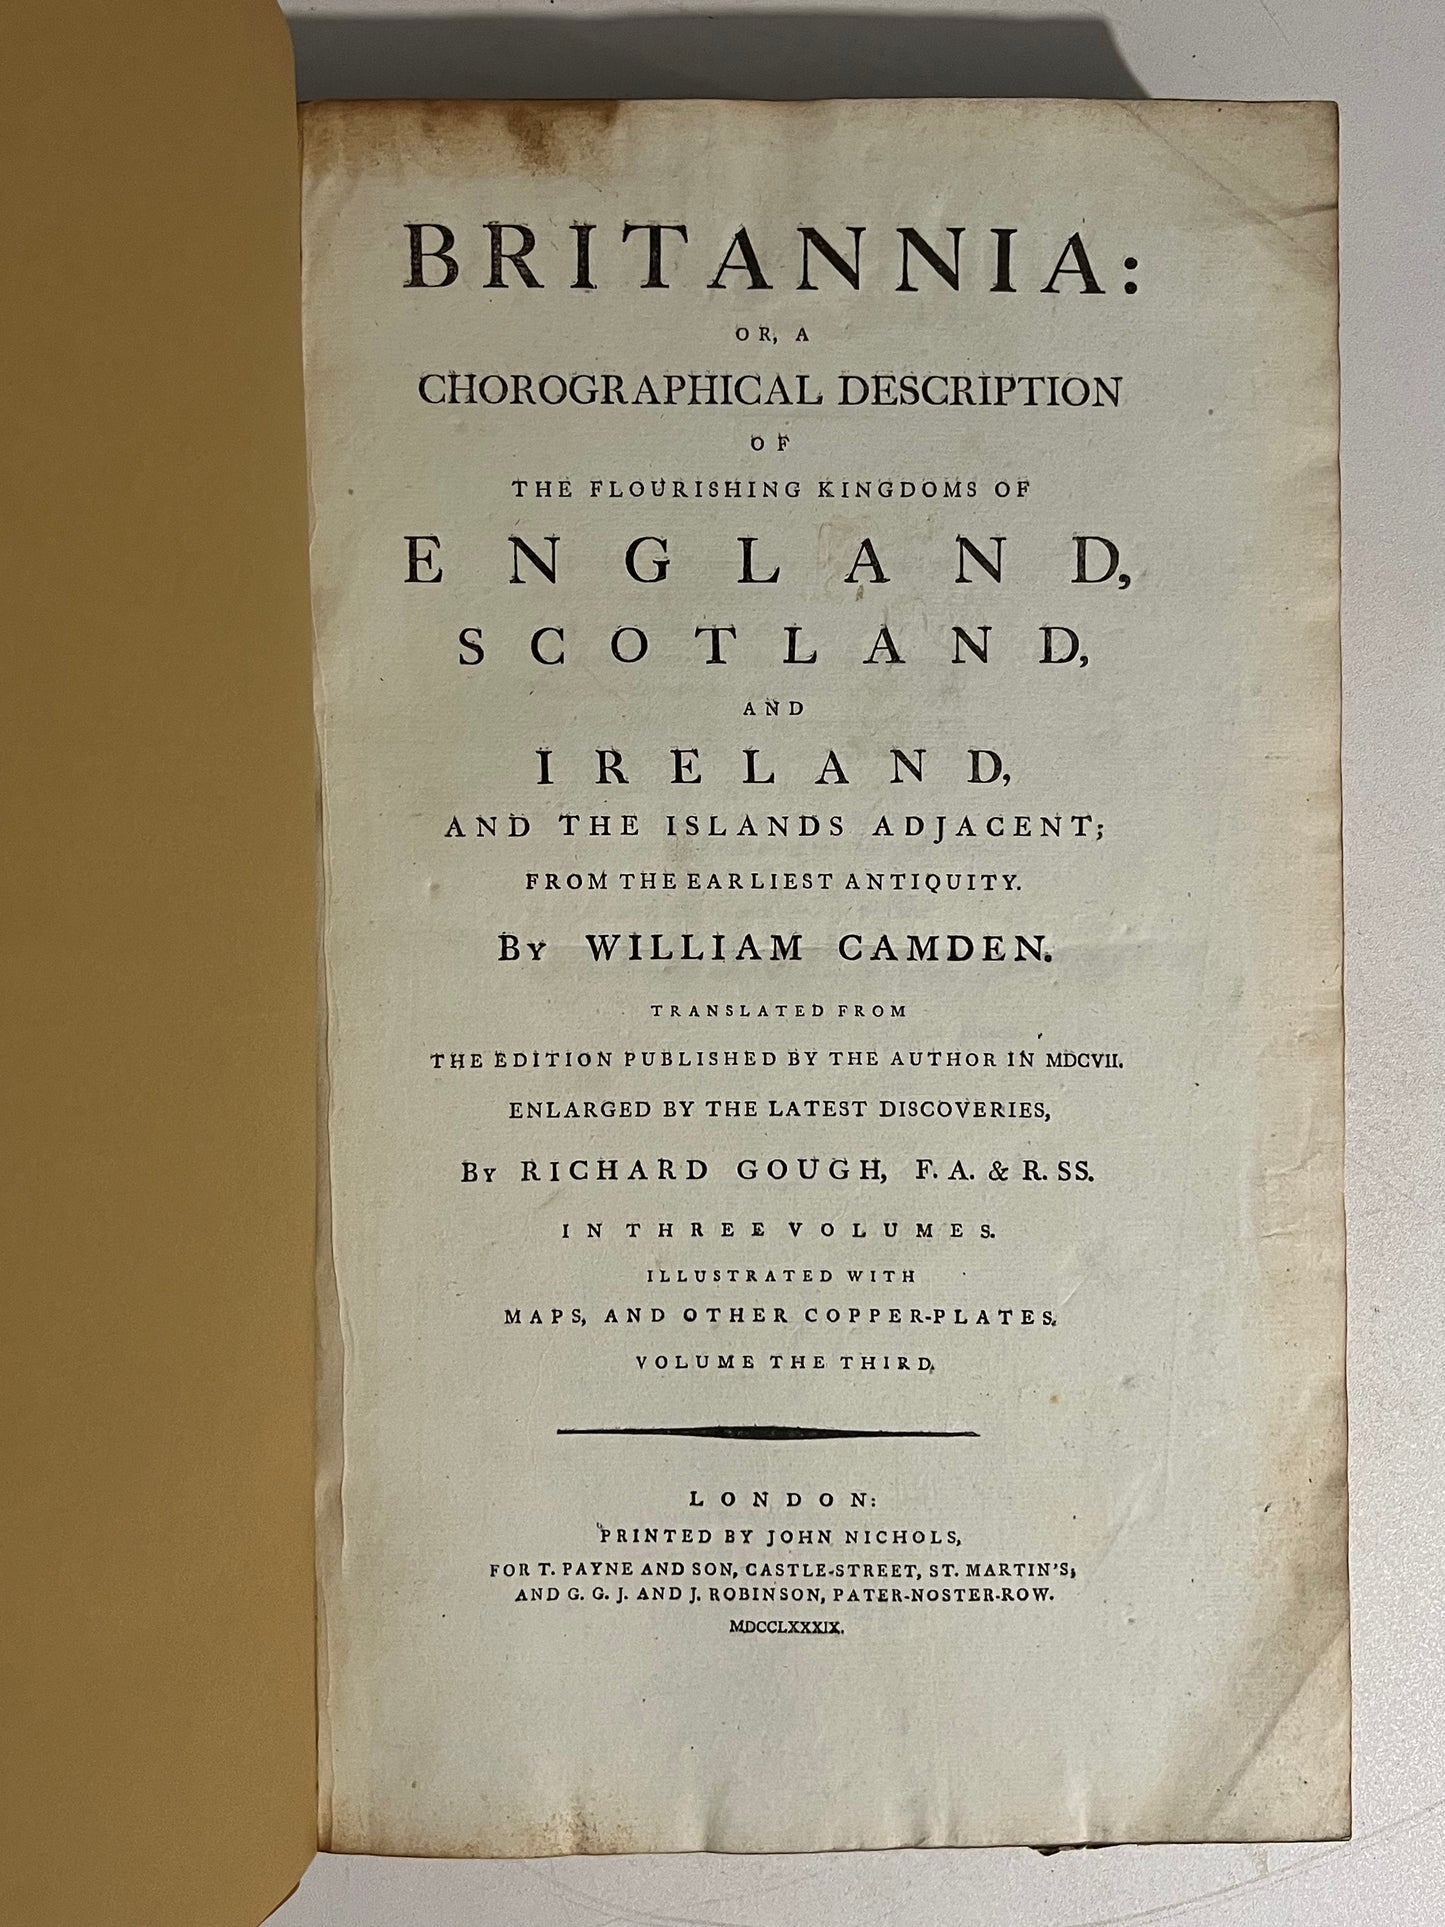 BRITANNIA:
OR, A
CHOROGRAPHICAL DESCRIPTION
OF
THE FLOURISHING KINGDOMS OF
ENGLAND,
SCOTLAND,
AND
IRELAND,
AND THE ISLANDS ADJACENT;
FROM THE EARLIEST ANTIQUITY.
By WILLIAM CAMDEN.
TRANSLATED FROM
THE EDITION PUBLISHED BY THE AUTHOR IN MDCVII.
ENLARGED BY THE LATEST DISCOVERIES,
By RICHARD GOUGH, F. A. & R. SS.
IN THREE VOLUMES.
ILLUSTRATED WITH
MAPS, AND OTHER COPPER-PLATES.
VOLUME THE THIRD.
LONDON:
PRINTED BY JOHN NICHOLS,
FOR T. PAYNE AND SON, CASTLE-STREET, ST. MARTIN'S;
AND G. G. J. AND J. ROBINSON, PATER-NOSTER-ROW.
MDCCLXXXIX.